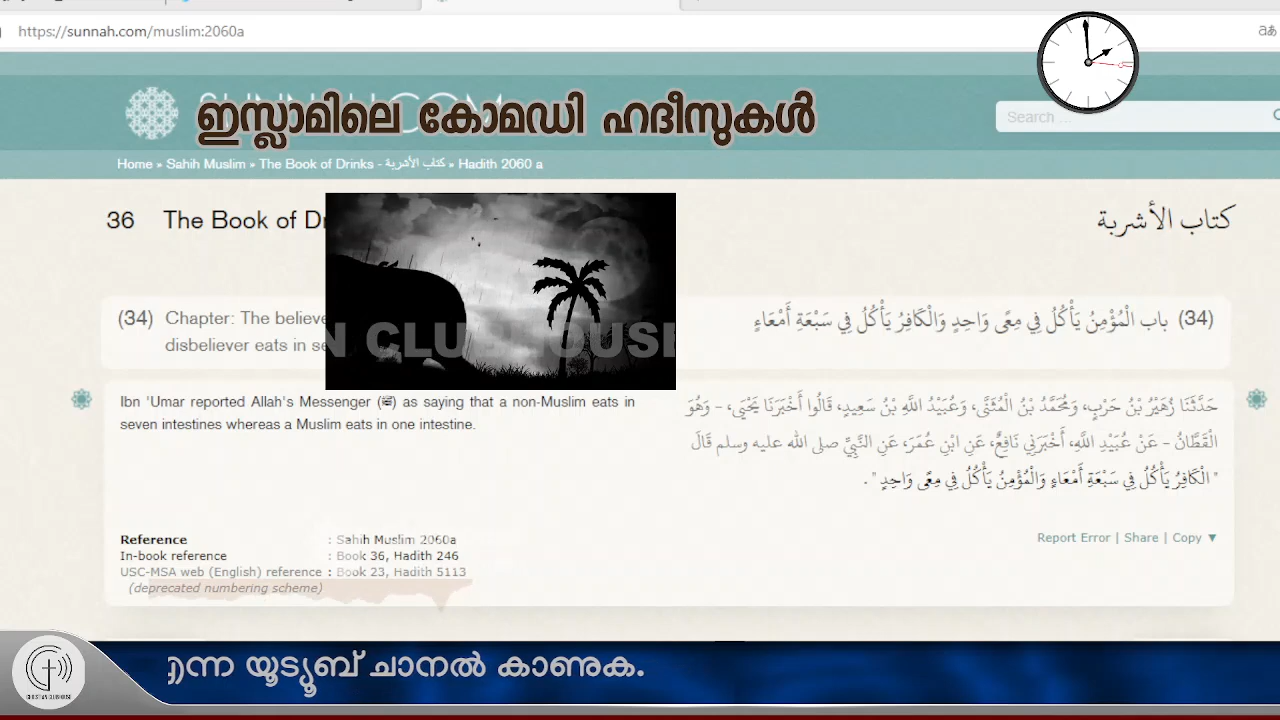 https://sunnah.com/muslim:2060a
ഇസ്ലാമിലെ കോമഡി ഹദീസുകൾ
Search ...
Home » Sahih Muslim » The Book of Drinks - كتاب الأشربة » Hadith 2060 a
36 The Book of Dr
كتاب الأشربة
(34) Chapter: The believe
disbeliever eats in se
(34) باب الْمُؤْمِنُ يَأْكُلُ فِي مِعًى وَاحِدٍ وَالْكَافِرُ يَأْكُلُ فِي سَبْعَةِ أَمْعَاءٍ
N CLUBHOUSE
Ibn 'Umar reported Allah's Messenger (ﷺ) as saying that a non-Muslim eats in
seven intestines whereas a Muslim eats in one intestine.
حَدَّثَنَا زُهَيْرُ بْنُ حَرْبٍ، وَمُحَمَّدُ بْنُ الْمُثَنَّى، وَعُبَيْدُ اللَّهِ بْنُ سَعِيدٍ، قَالُوا أَخْبَرَنَا يَحْيَى، - وَهُوَ
الْقَطَّانُ - عَنْ عُبَيْدِ اللَّهِ، أَخْبَرَنِي نَافِعٌ، عَنِ ابْنِ عُمَرَ، عَنِ النَّبِيِّ صلى الله عليه وسلم قَالَ
" الْكَافِرُ يَأْكُلُ فِي سَبْعَةِ أَمْعَاءٍ وَالْمُؤْمِنُ يَأْكُلُ فِي مِعًى وَاحِدٍ " .
Reference : Sahih Muslim 2060a
In-book reference : Book 36, Hadith 246
USC-MSA web (English) reference : Book 23, Hadith 5113
(deprecated numbering scheme)
Report Error | Share | Copy ▼
എന്ന യൂട്യൂബ് ചാനൽ കാണുക.
CHRISTIAN CLUBHOUSE